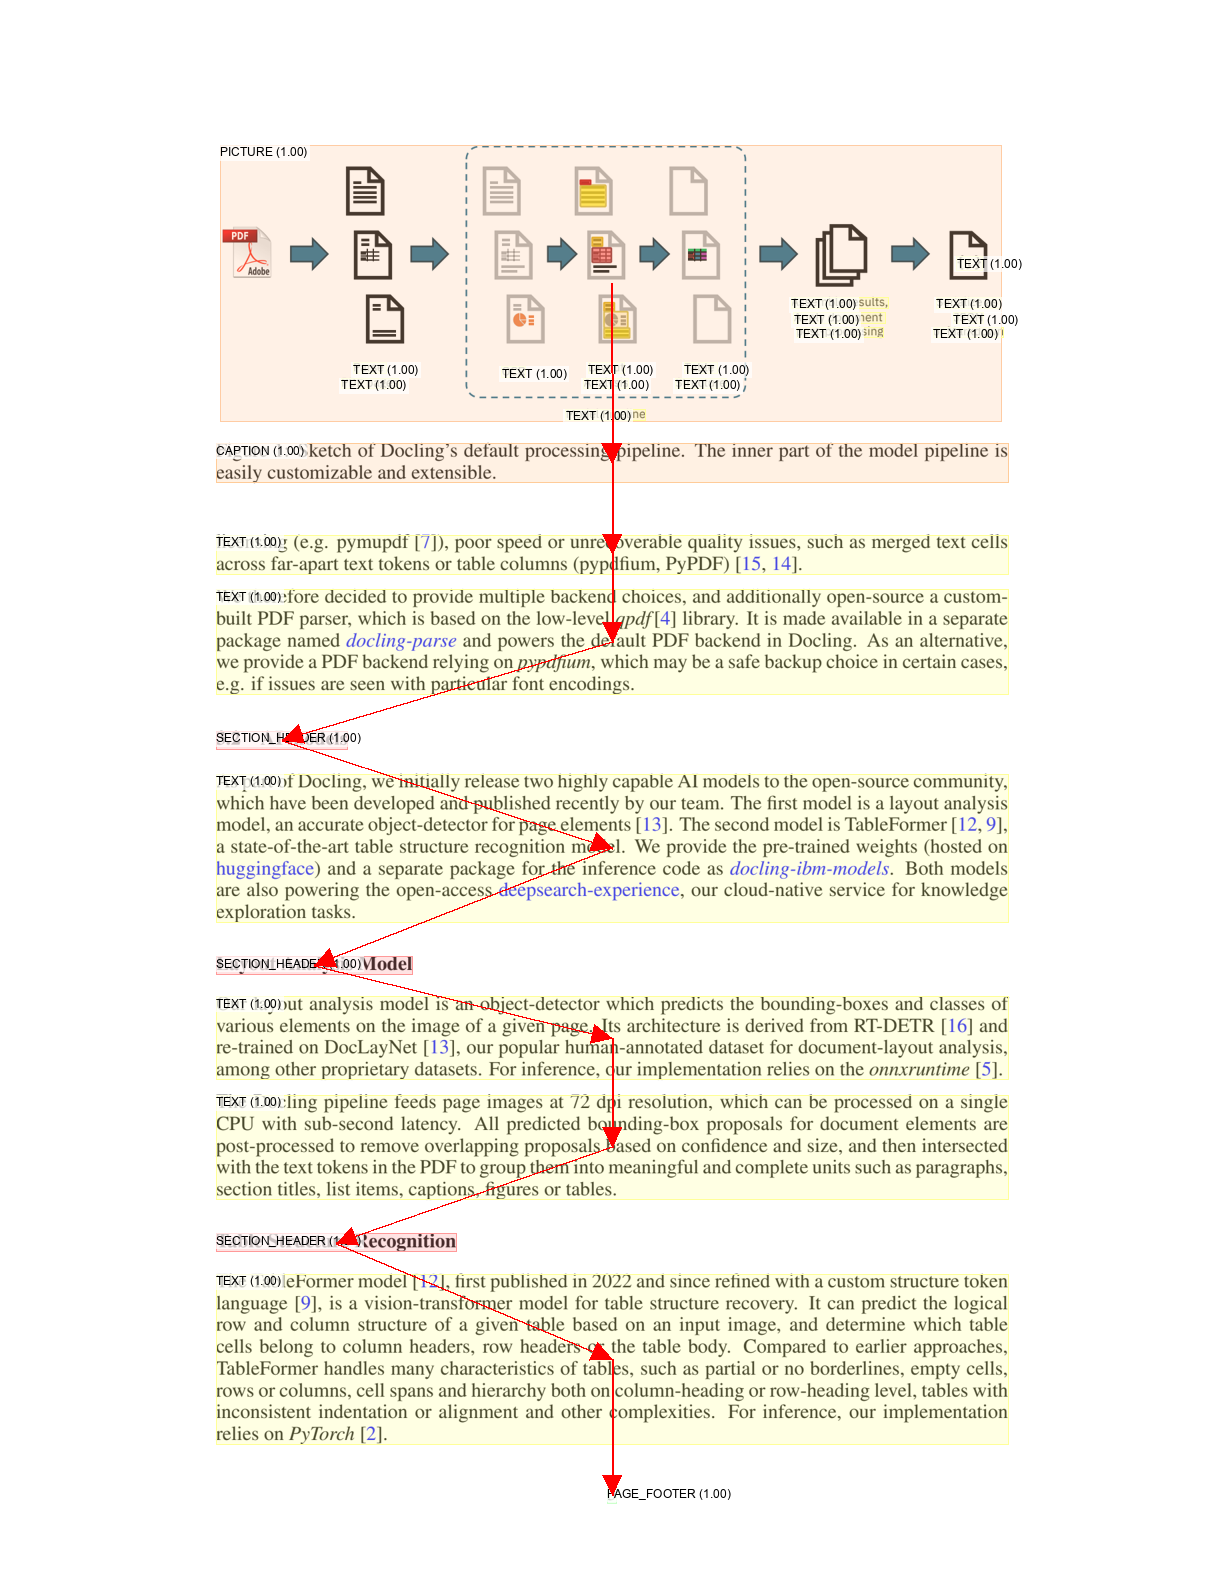 PICTURE (1.00)
PDF
Adobe
TEXT (1.00)
TEXT (1.00) sults,
TEXT (1.00) ment
TEXT (1.00) sing
TEXT (1.00)
TEXT (1.00)
TEXT (1.00)
TEXT (1.00)
TEXT (1.00)
TEXT (1.00)
TEXT (1.00)
TEXT (1.00)
TEXT (1.00)
TEXT (1.00)
TEXT (1.00)
TEXT (1.00) ne
CAPTION (1.00) ketch of Docling’s default processing pipeline. The inner part of the model pipeline is
easily customizable and extensible.
TEXT (1.00) (e.g. pymupdf [7]), poor speed or unrecoverable quality issues, such as merged text cells
across far-apart text tokens or table columns (pypdfium, PyPDF) [15, 14].
TEXT (1.00) efore decided to provide multiple backend choices, and additionally open-source a custom-
built PDF parser, which is based on the low-level qpdf [4] library. It is made available in a separate
package named docling-parse and powers the default PDF backend in Docling. As an alternative,
we provide a PDF backend relying on pypdfium, which may be a safe backup choice in certain cases,
e.g. if issues are seen with particular font encodings.
SECTION_HEADER (1.00)
TEXT (1.00) of Docling, we initially release two highly capable AI models to the open-source community,
which have been developed and published recently by our team. The first model is a layout analysis
model, an accurate object-detector for page elements [13]. The second model is TableFormer [12, 9],
a state-of-the-art table structure recognition model. We provide the pre-trained weights (hosted on
huggingface) and a separate package for the inference code as docling-ibm-models. Both models
are also powering the open-access deepsearch-experience, our cloud-native service for knowledge
exploration tasks.
SECTION_HEADER (1.00) Model
TEXT (1.00) out analysis model is an object-detector which predicts the bounding-boxes and classes of
various elements on the image of a given page. Its architecture is derived from RT-DETR [16] and
re-trained on DocLayNet [13], our popular human-annotated dataset for document-layout analysis,
among other proprietary datasets. For inference, our implementation relies on the onnxruntime [5].
TEXT (1.00) ling pipeline feeds page images at 72 dpi resolution, which can be processed on a single
CPU with sub-second latency. All predicted bounding-box proposals for document elements are
post-processed to remove overlapping proposals based on confidence and size, and then intersected
with the text tokens in the PDF to group them into meaningful and complete units such as paragraphs,
section titles, list items, captions, figures or tables.
SECTION_HEADER (1.00) Recognition
TEXT (1.00) leFormer model [12], first published in 2022 and since refined with a custom structure token
language [9], is a vision-transformer model for table structure recovery. It can predict the logical
row and column structure of a given table based on an input image, and determine which table
cells belong to column headers, row headers or the table body. Compared to earlier approaches,
TableFormer handles many characteristics of tables, such as partial or no borderlines, empty cells,
rows or columns, cell spans and hierarchy both on column-heading or row-heading level, tables with
inconsistent indentation or alignment and other complexities. For inference, our implementation
relies on PyTorch [2].
PAGE_FOOTER (1.00)